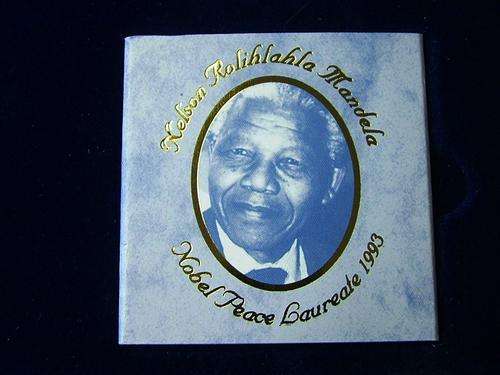 Nelson Rolihlahla Mandela
Nobel Peace Laureate 1993